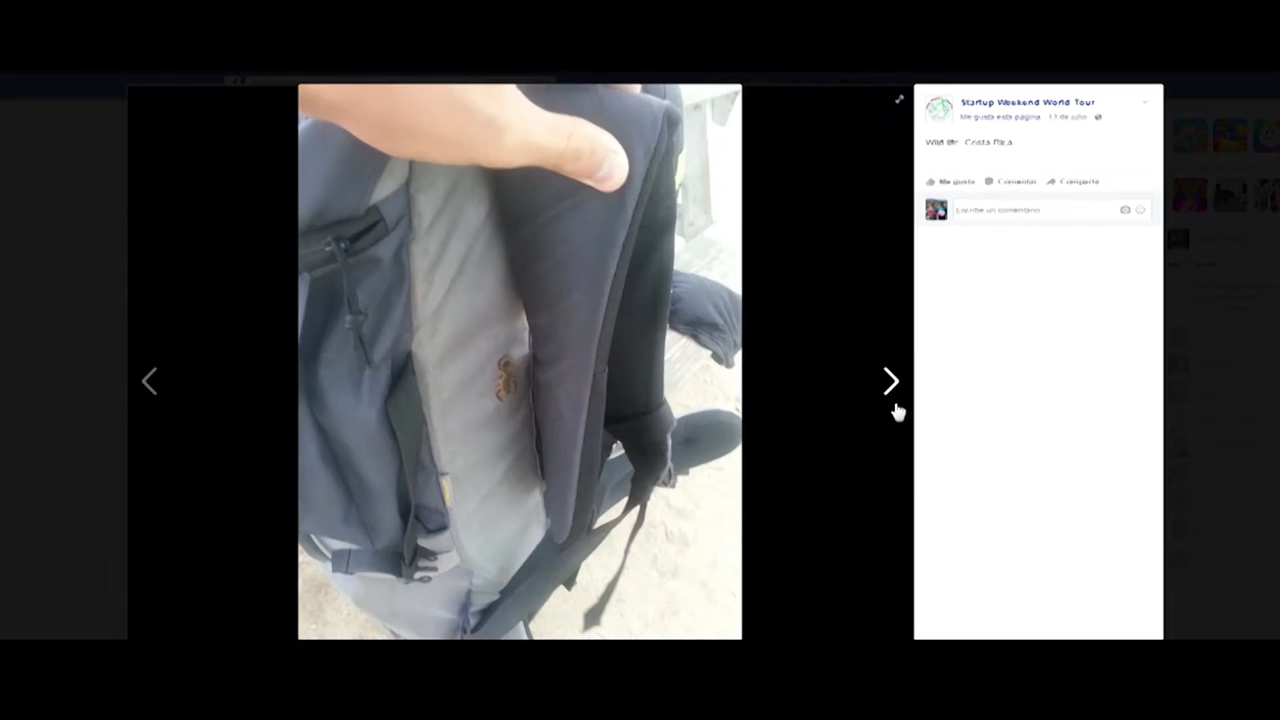 Startup Weekend World Tour
Me gusta esta página · 13 de julio ·
Wild life Costa Rica
Me gusta Comentar Compartir
Escribe un comentario